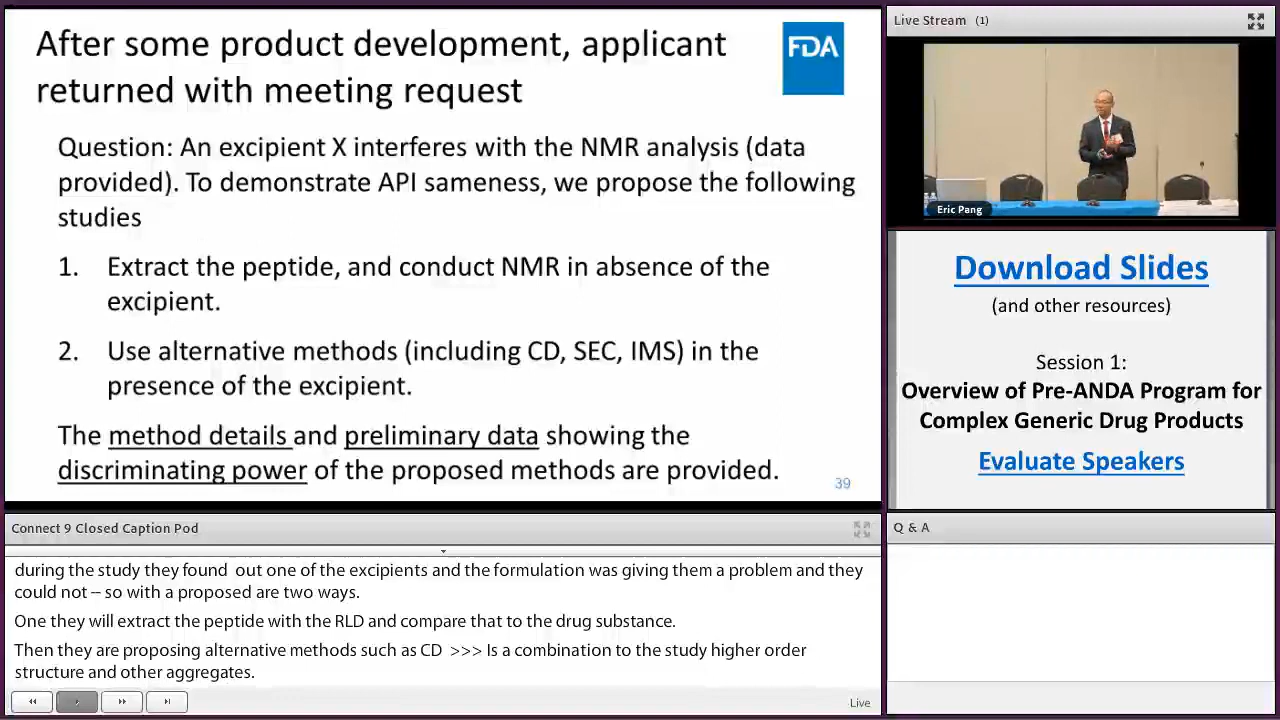 After some product development, applicant
returned with meeting request
FDA
Question: An excipient X interferes with the NMR analysis (data
provided). To demonstrate API sameness, we propose the following
studies
1. Extract the peptide, and conduct NMR in absence of the
excipient.
2. Use alternative methods (including CD, SEC, IMS) in the
presence of the excipient.
The method details and preliminary data showing the
discriminating power of the proposed methods are provided.
39
Live Stream (1)
Eric Pang
Download Slides
(and other resources)
Session 1:
Overview of Pre-ANDA Program for
Complex Generic Drug Products
Evaluate Speakers
Connect 9 Closed Caption Pod
during the study they found out one of the excipients and the formulation was giving them a problem and they
could not -- so with a proposed are two ways.
One they will extract the peptide with the RLD and compare that to the drug substance.
Then they are proposing alternative methods such as CD >>> Is a combination to the study higher order
structure and other aggregates.
Live
Q & A